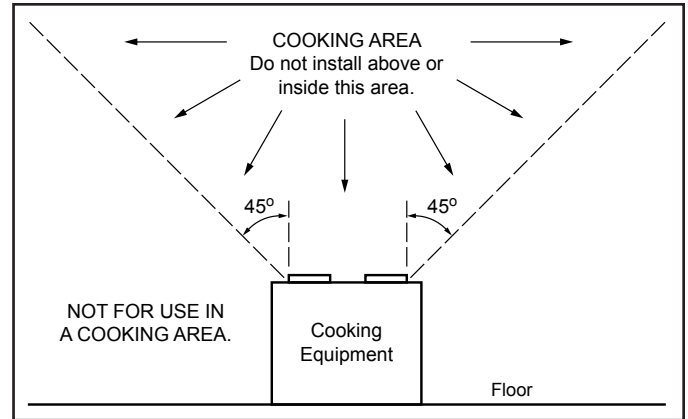 COOKING AREA
Do not install above or
inside this area.
45º
45º
NOT FOR USE IN
A COOKING AREA.
Cooking
Equipment
Floor